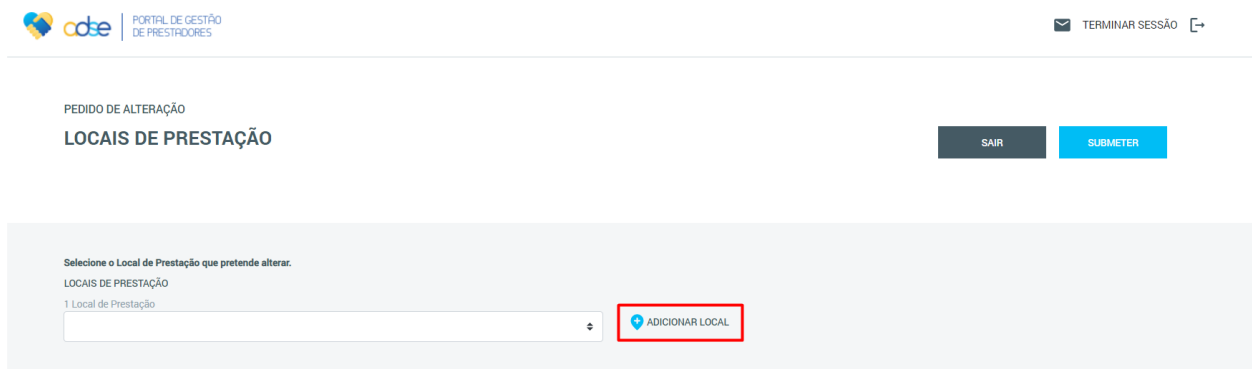 adse
PORTAL DE GESTÃO
DE PRESTADORES
TERMINAR SESSÃO
PEDIDO DE ALTERAÇÃO
LOCAIS DE PRESTAÇÃO
SAIR
SUBMETER
Selecione o Local de Prestação que pretende alterar.
LOCAIS DE PRESTAÇÃO
1 Local de Prestação
ADICIONAR LOCAL